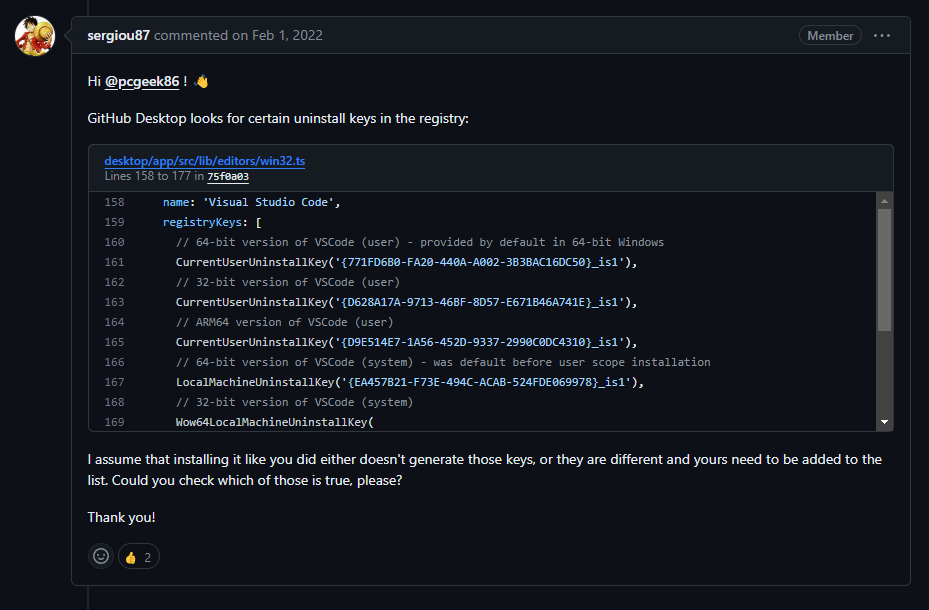 sergiou87 commented on Feb 1, 2022
Member
Hi @pcgeek86 ! 👋
GitHub Desktop looks for certain uninstall keys in the registry:
desktop/app/src/lib/editors/win32.ts
Lines 158 to 177 in 75f0a03
158 name: 'Visual Studio Code',
159 registryKeys: [
160 // 64-bit version of VSCode (user) - provided by default in 64-bit Windows
161 CurrentUserUninstallKey('{771FD6B0-FA20-440A-A002-3B3BAC16DC50}_is1'),
162 // 32-bit version of VSCode (user)
163 CurrentUserUninstallKey('{D628A17A-9713-46BF-8D57-E671B46A741E}_is1'),
164 // ARM64 version of VSCode (user)
165 CurrentUserUninstallKey('{D9E514E7-1A56-452D-9337-2990C0DC4310}_is1'),
166 // 64-bit version of VSCode (system) - was default before user scope installation
167 LocalMachineUninstallKey('{EA457B21-F73E-494C-ACAB-524FDE069978}_is1'),
168 // 32-bit version of VSCode (system)
169 Wow64LocalMachineUninstallKey(
I assume that installing it like you did either doesn't generate those keys, or they are different and yours need to be added to the
list. Could you check which of those is true, please?
Thank you!
👍 2